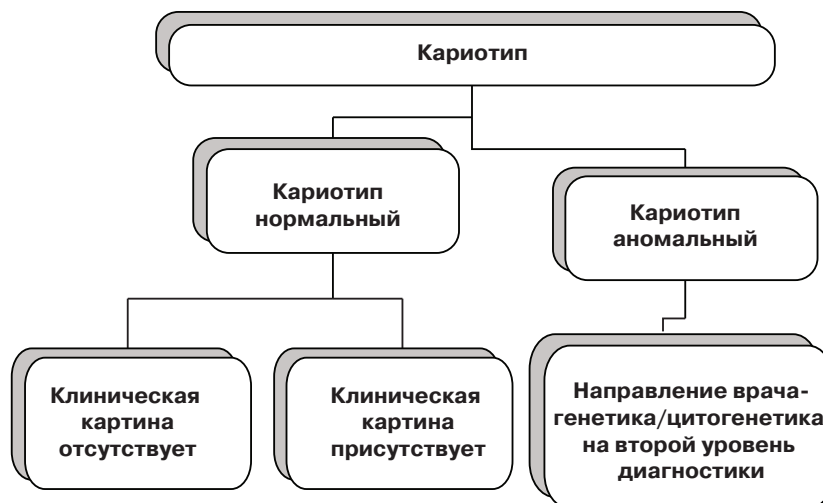 Кариотип
Кариотип
нормальный
Кариотип
аномальный
Клиническая
картина
отсутствует
Клиническая
картина
присутствует
Направление врача-
генетика/цитогенетика
на второй уровень
диагностики